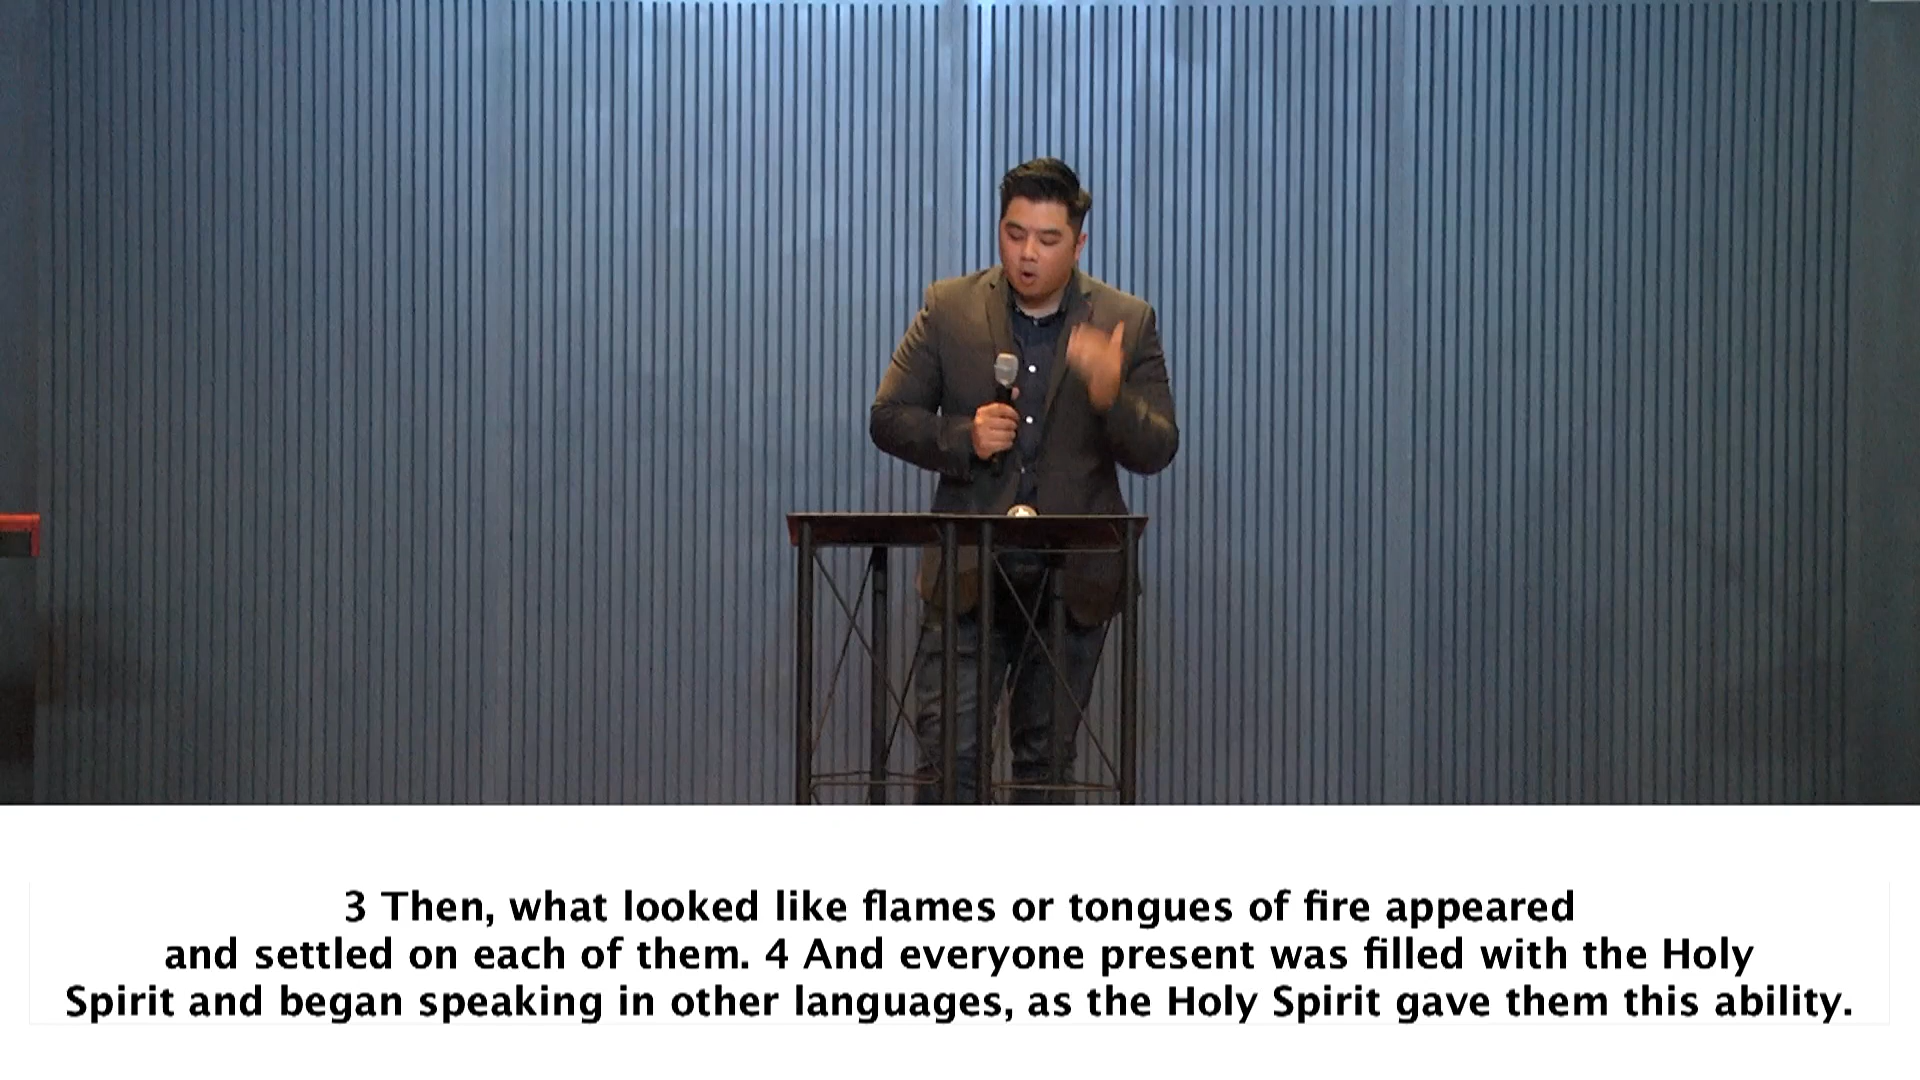 3 Then, what looked like flames or tongues of fire appeared
and settled on each of them. 4 And everyone present was filled with the Holy
Spirit and began speaking in other languages, as the Holy Spirit gave them this ability.